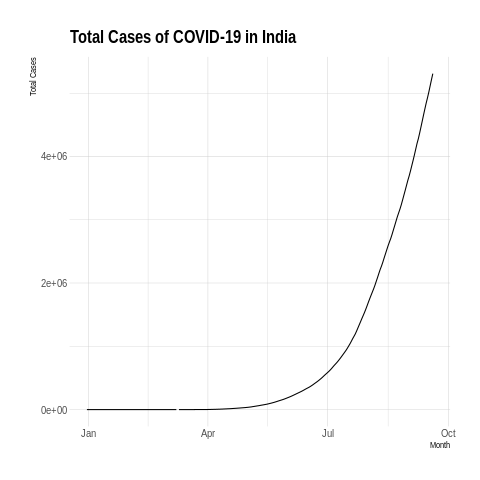 Total Cases of COVID-19 in India
Total Cases
4e+06
2e+06
0e+00
Jan Apr Jul Oct
Month